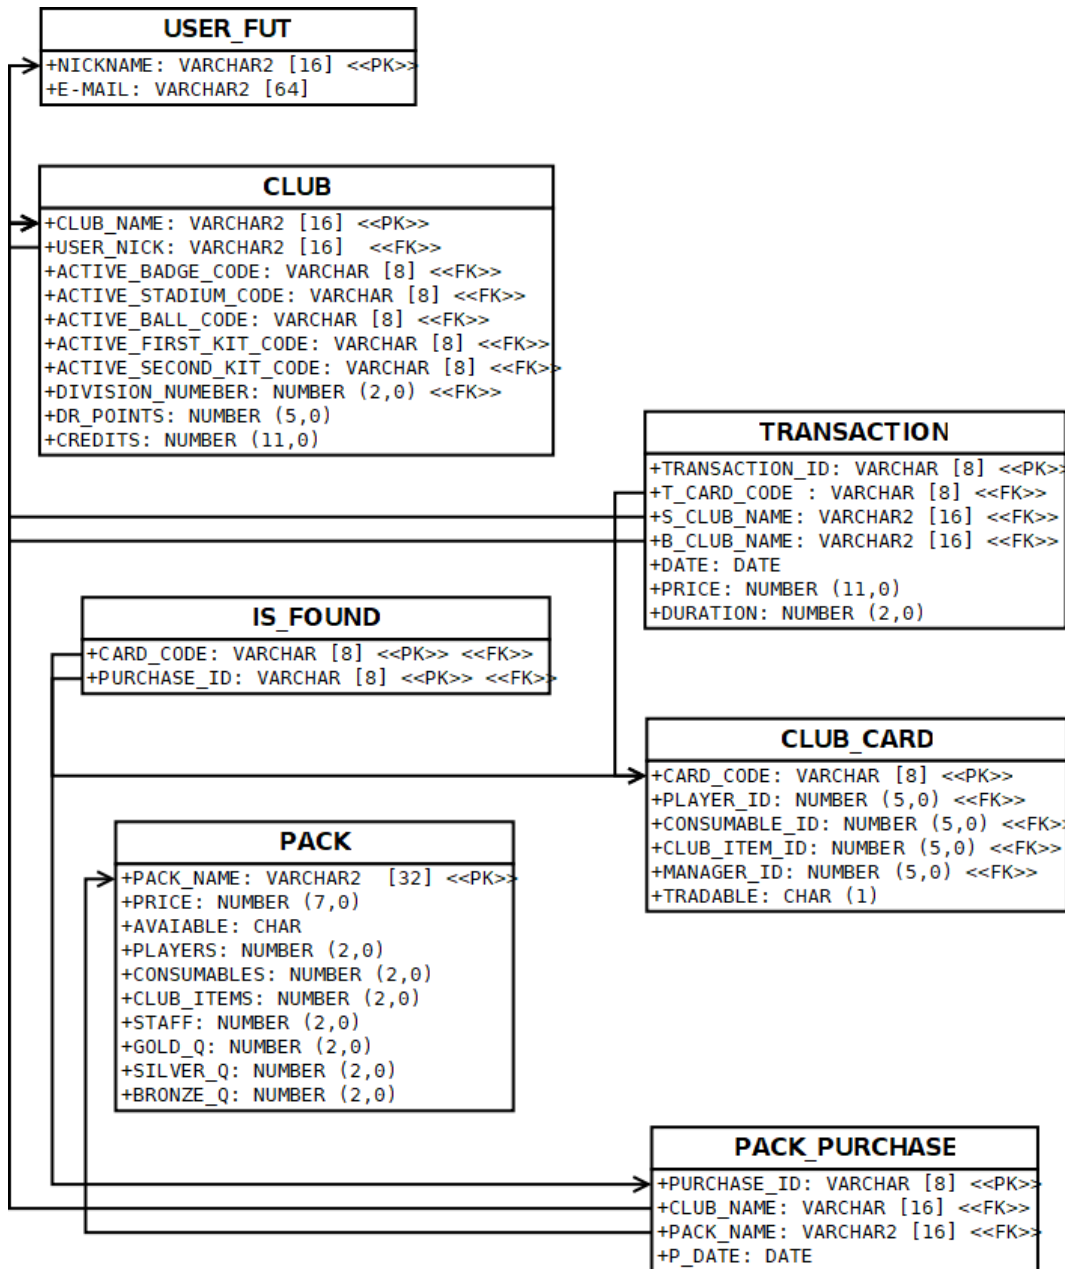 USER_FUT
+NICKNAME: VARCHAR2 [16] <<PK>>
+E-MAIL: VARCHAR2 [64]
CLUB
+CLUB_NAME: VARCHAR2 [16] <<PK>>
+USER_NICK: VARCHAR2 [16]  <<FK>>
+ACTIVE_BADGE_CODE: VARCHAR [8] <<FK>>
+ACTIVE_STADIUM_CODE: VARCHAR [8] <<FK>>
+ACTIVE_BALL_CODE: VARCHAR [8] <<FK>>
+ACTIVE_FIRST_KIT_CODE: VARCHAR [8] <<FK>>
+ACTIVE_SECOND_KIT_CODE: VARCHAR [8] <<FK>>
+DIVISION_NUMEBER: NUMBER (2,0) <<FK>>
+DR_POINTS: NUMBER (5,0)
+CREDITS: NUMBER (11,0)
TRANSACTION
+TRANSACTION_ID: VARCHAR [8] <<PK>>
+T_CARD_CODE : VARCHAR [8] <<FK>>
+S_CLUB_NAME: VARCHAR2 [16] <<FK>>
+B_CLUB_NAME: VARCHAR2 [16] <<FK>>
+DATE: DATE
+PRICE: NUMBER (11,0)
+DURATION: NUMBER (2,0)
IS_FOUND
+CARD_CODE: VARCHAR [8] <<PK>> <<FK>>
+PURCHASE_ID: VARCHAR [8] <<PK>> <<FK>>
CLUB_CARD
+CARD_CODE: VARCHAR [8] <<PK>>
+PLAYER_ID: NUMBER (5,0) <<FK>>
+CONSUMABLE_ID: NUMBER (5,0) <<FK>>
+CLUB_ITEM_ID: NUMBER (5,0) <<FK>>
+MANAGER_ID: NUMBER (5,0) <<FK>>
+TRADABLE: CHAR (1)
PACK
+PACK_NAME: VARCHAR2  [32] <<PK>>
+PRICE: NUMBER (7,0)
+AVAIABLE: CHAR
+PLAYERS: NUMBER (2,0)
+CONSUMABLES: NUMBER (2,0)
+CLUB_ITEMS: NUMBER (2,0)
+STAFF: NUMBER (2,0)
+GOLD_Q: NUMBER (2,0)
+SILVER_Q: NUMBER (2,0)
+BRONZE_Q: NUMBER (2,0)
PACK_PURCHASE
+PURCHASE_ID: VARCHAR [8] <<PK>>
+CLUB_NAME: VARCHAR [16] <<FK>>
+PACK_NAME: VARCHAR2 [16] <<FK>>
+P_DATE: DATE